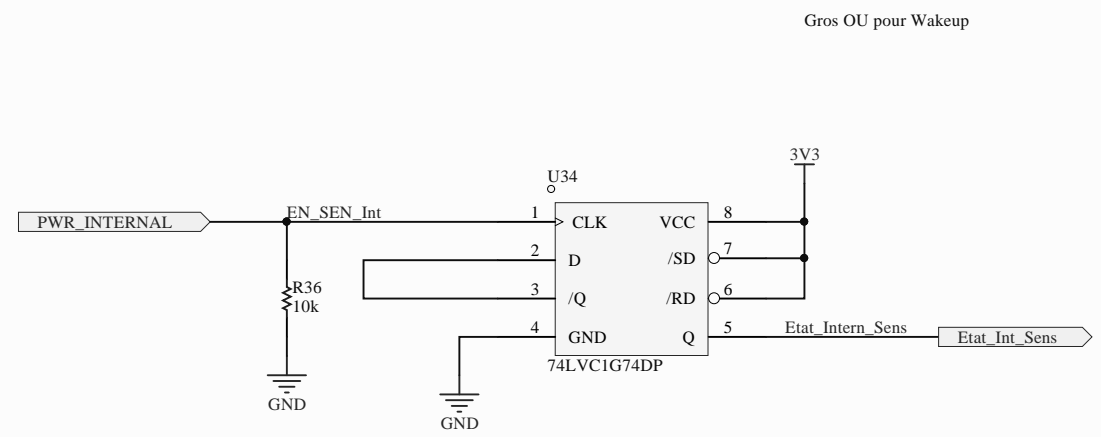 Gros OU pour Wakeup
3V3
U34
PWR_INTERNAL
EN_SEN_Int
1
CLK
VCC
8
2
D
/SD
7
R36
10k
3
/Q
/RD
6
4
GND
Q
5
Etat_Intern_Sens
Etat_Int_Sens
74LVC1G74DP
GND
GND